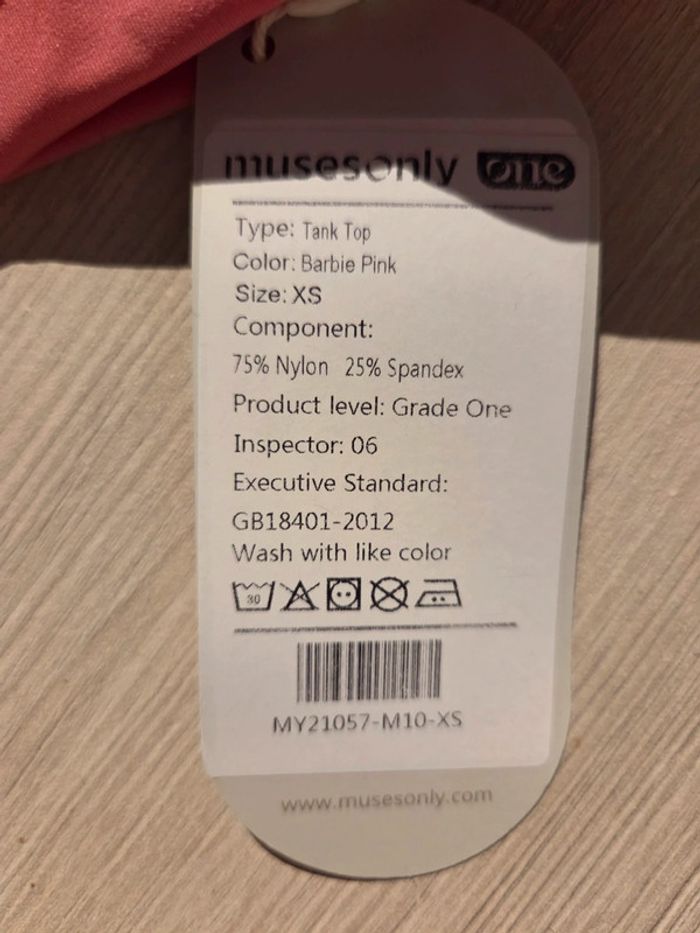 musesonly one
Type: Tank Top
Color: Barbie Pink
Size: XS
Component:
75% Nylon 25% Spandex
Product level: Grade One
Inspector: 06
Executive Standard:
GB18401-2012
Wash with like color
30
MY21057-M10-XS
www.musesonly.com